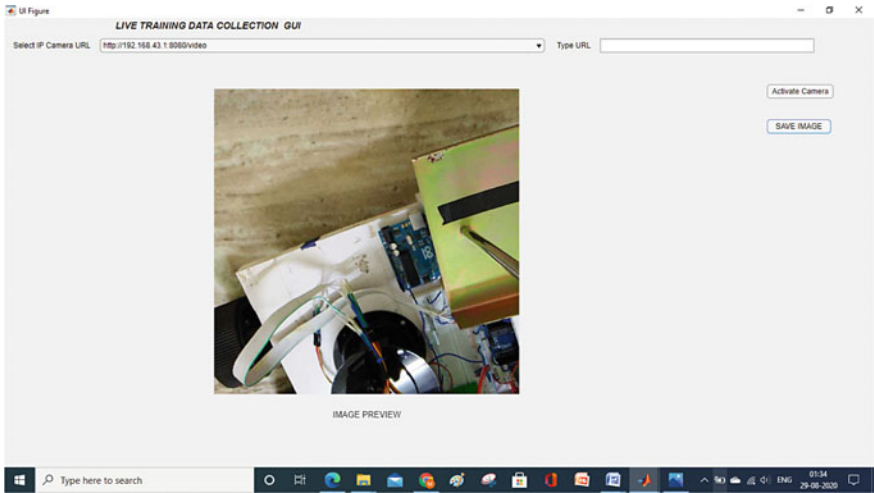 UI Figure
LIVE TRAINING DATA COLLECTION GUI
Select IP Camera URL http://192.168.43.1:8080/video Type URL
Activate Camera
SAVE IMAGE
IMAGE PREVIEW
Type here to search
ENG
01:34
29-08-2020